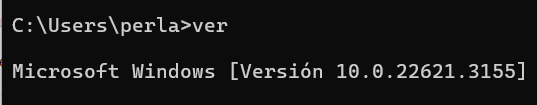 C:\Users\perla>ver
Microsoft Windows [Versión 10.0.22621.3155]